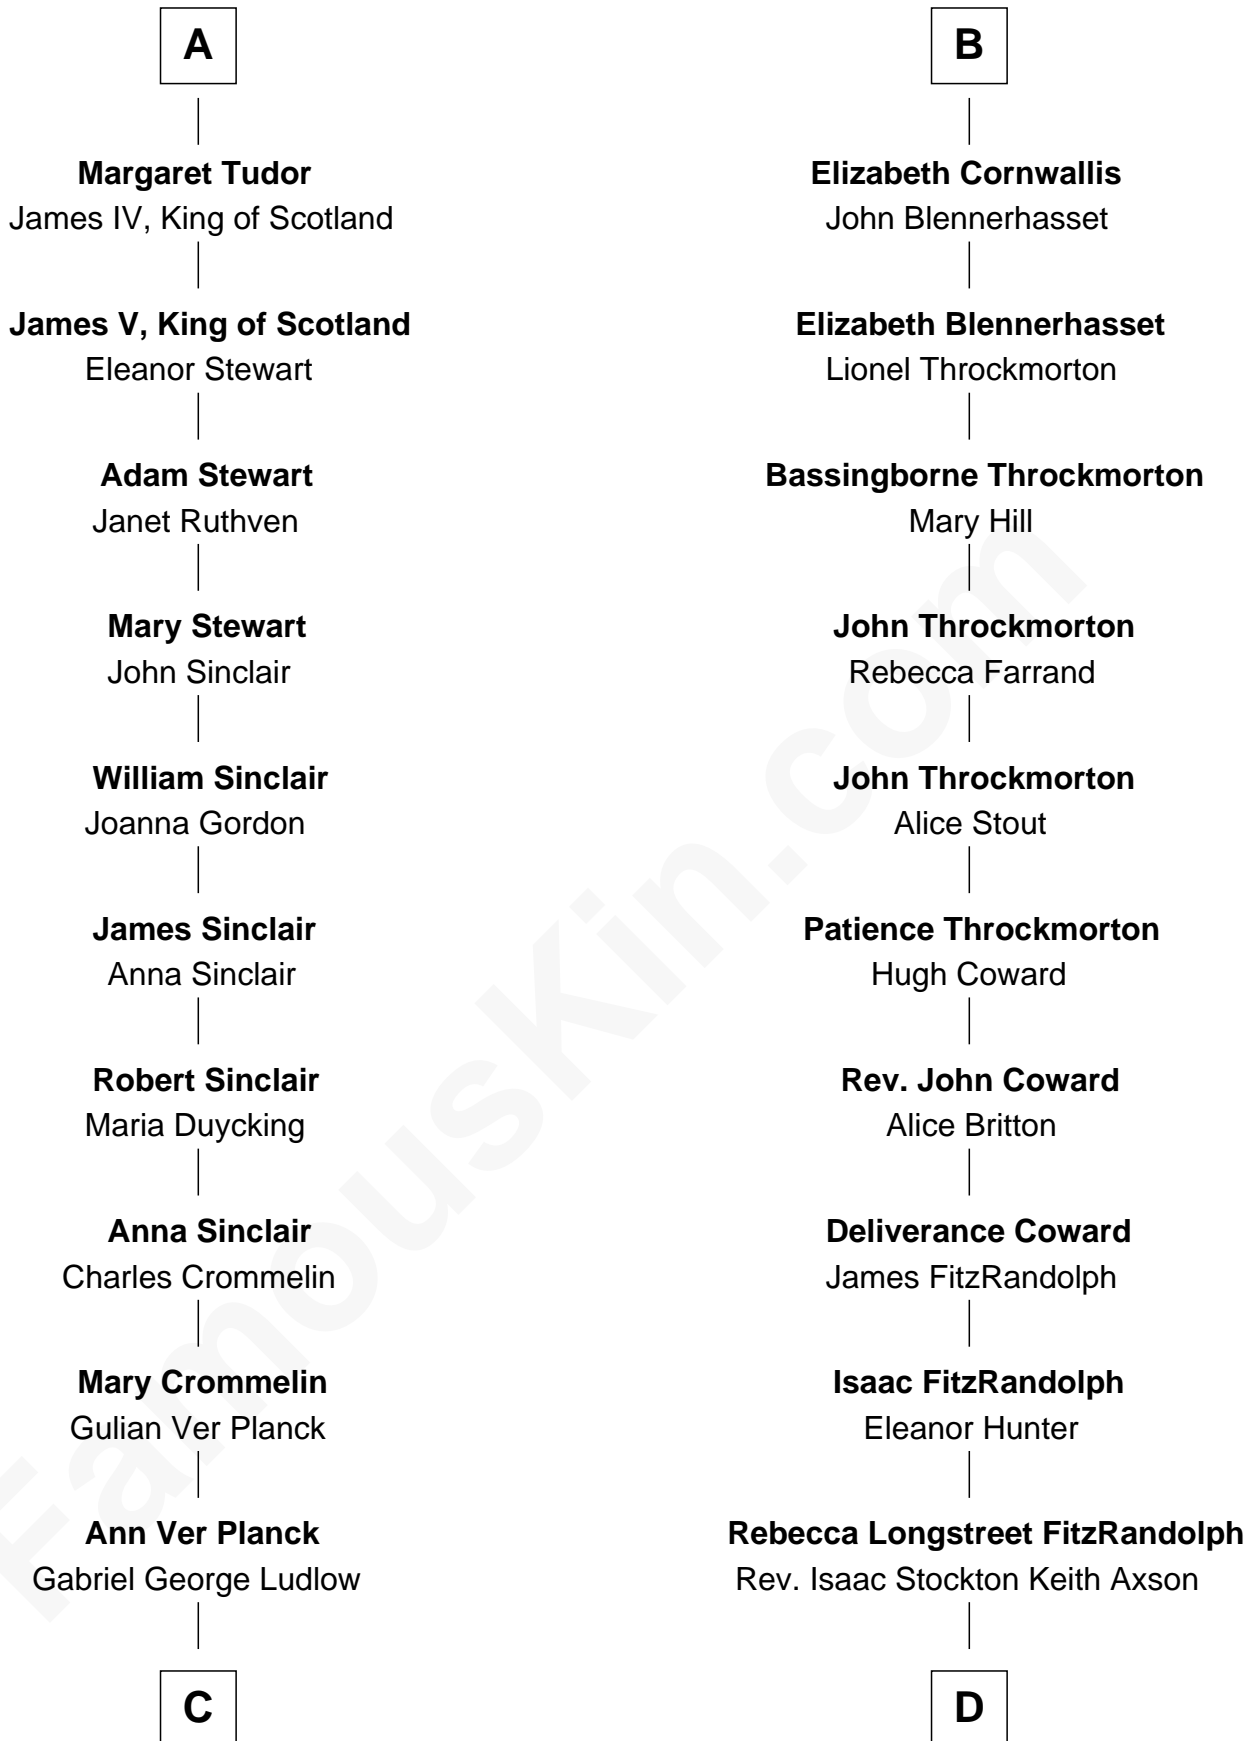 A
Margaret Tudor
James IV, King of Scotland
James V, King of Scotland
Eleanor Stewart
Adam Stewart
Janet Ruthven
Mary Stewart
John Sinclair
William Sinclair
Joanna Gordon
James Sinclair
Anna Sinclair
Robert Sinclair
Maria Duycking
Anna Sinclair
Charles Crommelin
Mary Crommelin
Gulian Ver Planck
Ann Ver Planck
Gabriel George Ludlow
C
B
Elizabeth Cornwallis
John Blennerhasset
Elizabeth Blennerhasset
Lionel Throckmorton
Bassingborne Throckmorton
Mary Hill
John Throckmorton
Rebecca Farrand
John Throckmorton
Alice Stout
Patience Throckmorton
Hugh Coward
Rev. John Coward
Alice Britton
Deliverance Coward
James FitzRandolph
Isaac FitzRandolph
Eleanor Hunter
Rebecca Longstreet FitzRandolph
Rev. Isaac Stockton Keith Axson
D
FamousKin.com